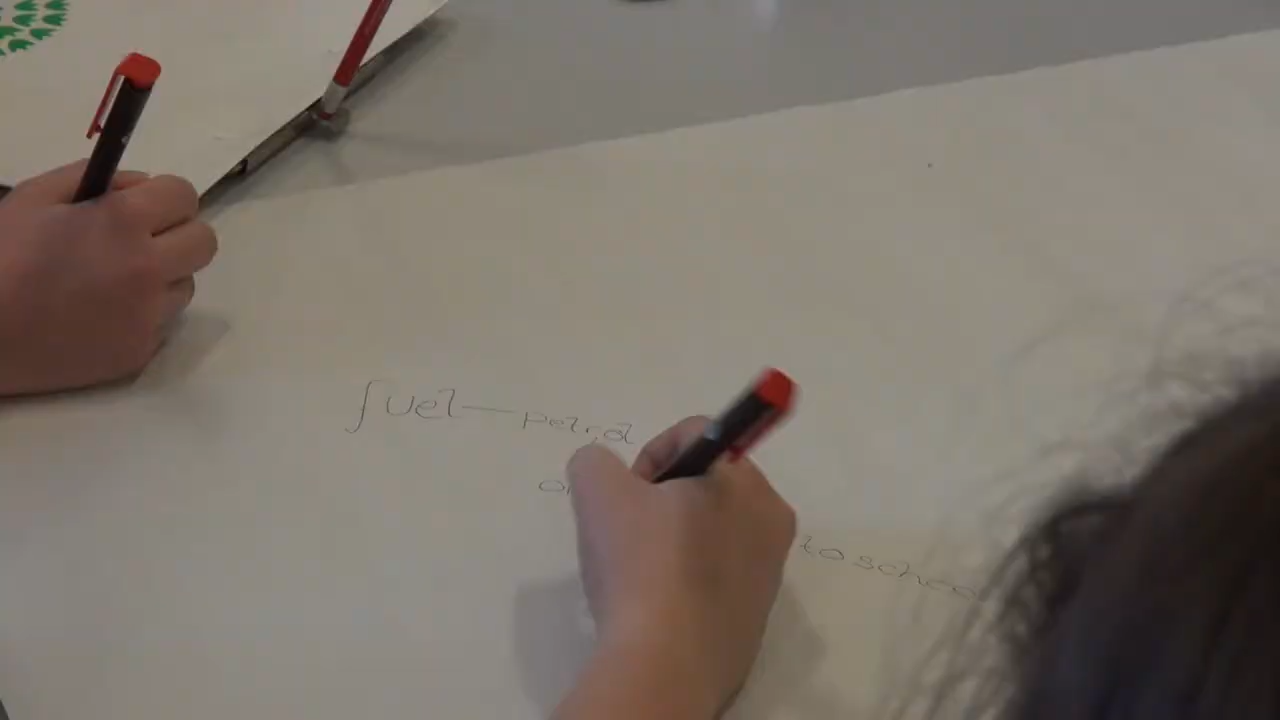 fuel — petrol
to school